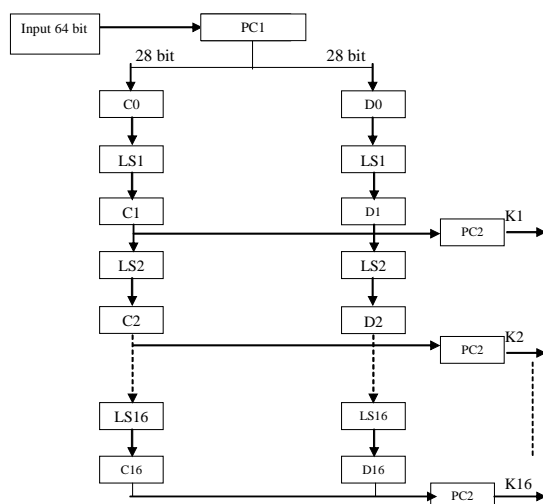 Input 64 bit
PC1
28 bit 28 bit
C0 D0
LS1 LS1
C1 D1
K1
PC2
LS2 LS2
C2 D2
K2
PC2
LS16 LS16
C16 D16
K16
PC2